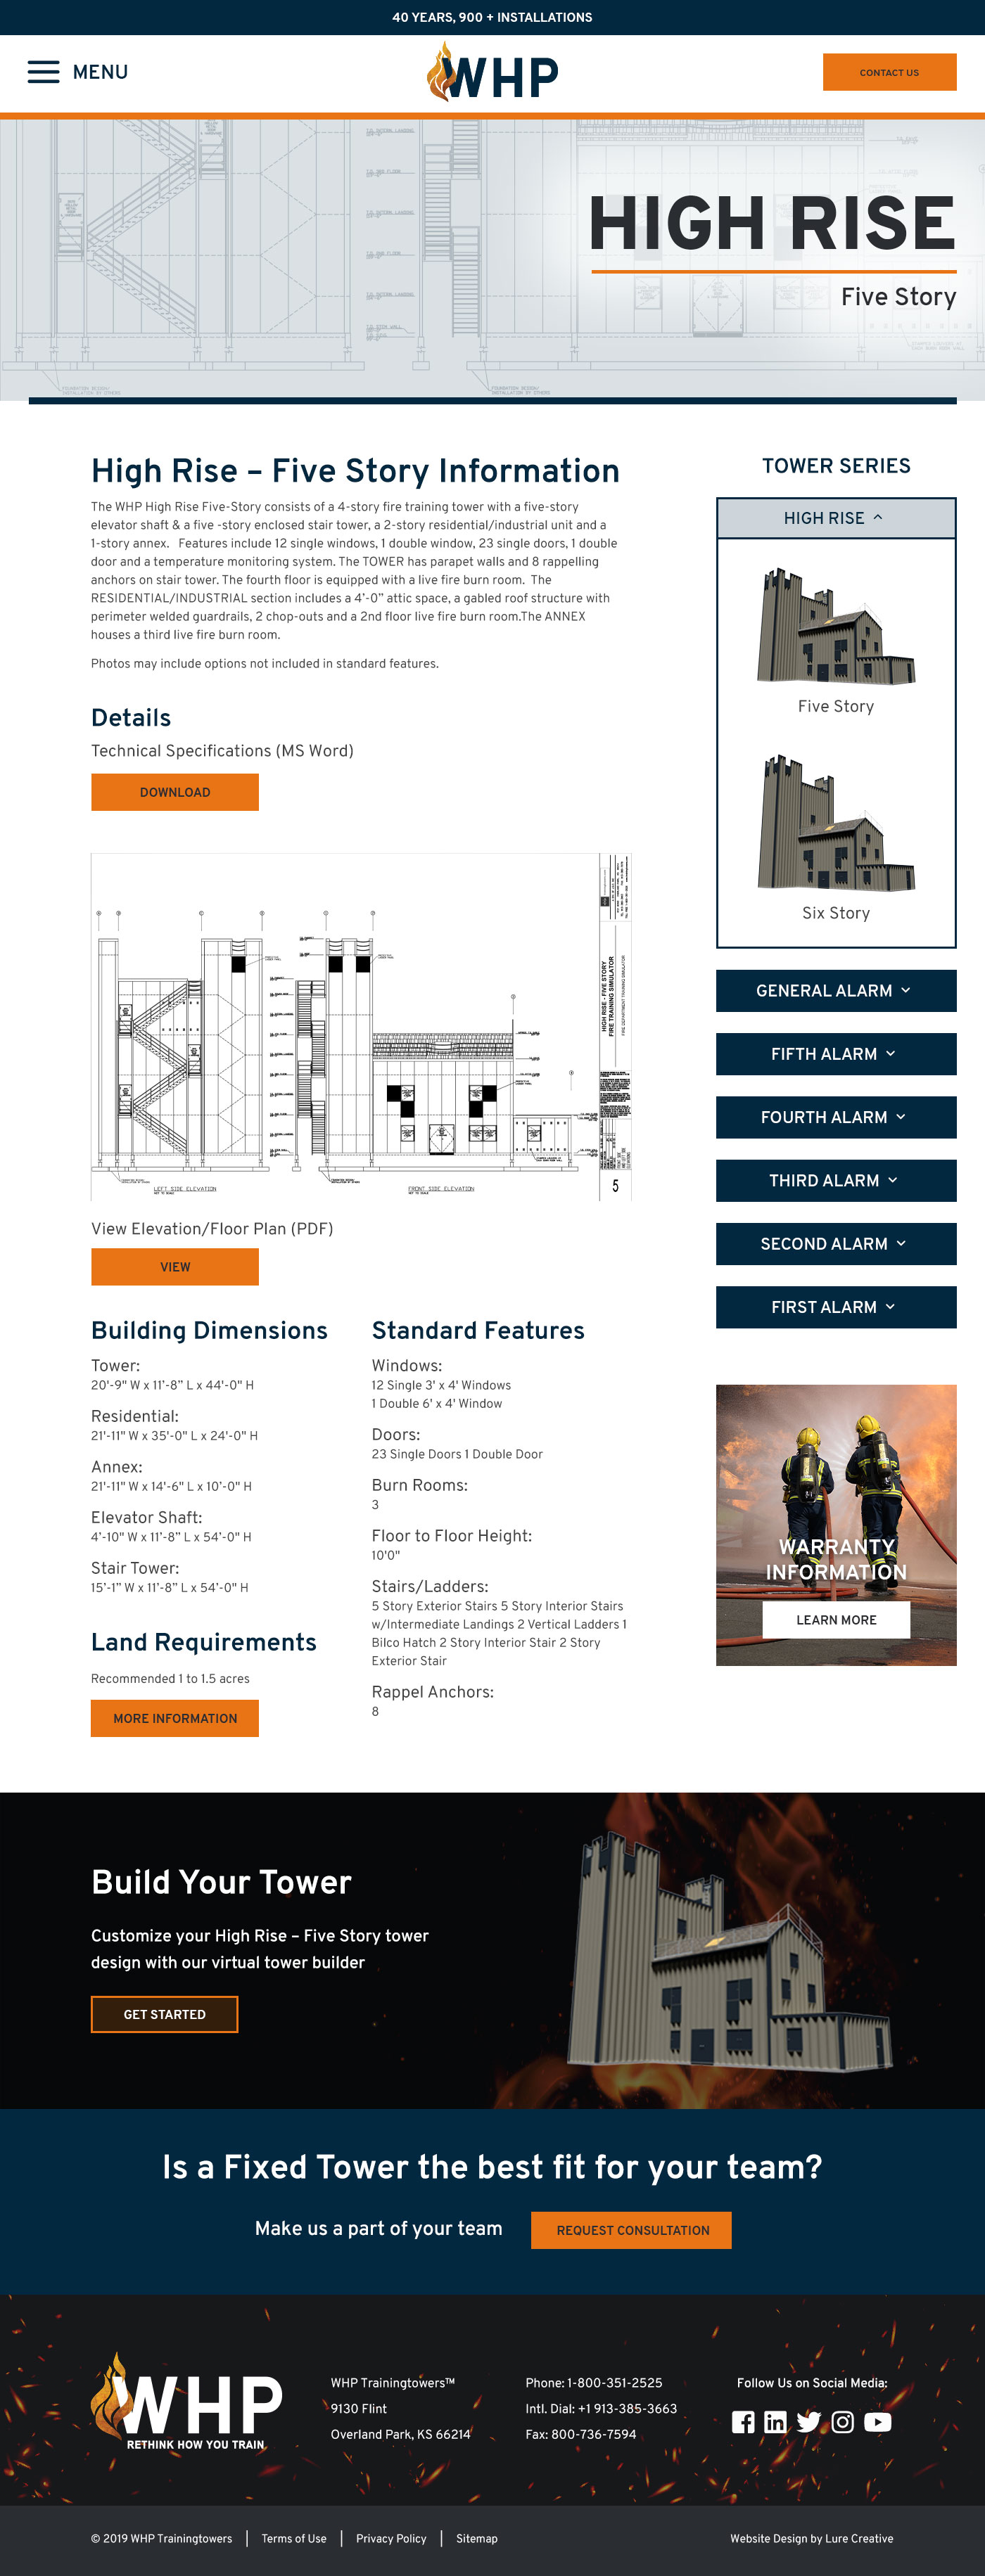 40 YEARS, 900 + INSTALLATIONS
MENU
WHP
CONTACT US
HIGH RISE
Five Story
High Rise – Five Story Information
The WHP High Rise Five-Story consists of a 4-story fire training tower with a five-story
elevator shaft & a five -story enclosed stair tower, a 2-story residential/industrial unit and a
1-story annex.   Features include 12 single windows, 1 double window, 23 single doors, 1 double
door and a temperature monitoring system. The TOWER has parapet walls and 8 rappelling
anchors on stair tower. The fourth floor is equipped with a live fire burn room.  The
RESIDENTIAL/INDUSTRIAL section includes a 4’-0” attic space, a gabled roof structure with
perimeter welded guardrails, 2 chop-outs and a 2nd floor live fire burn room.The ANNEX
houses a third live fire burn room.
Photos may include options not included in standard features.
Details
Technical Specifications (MS Word)
DOWNLOAD
HIGH RISE - FIVE STORY
FIRE TRAINING SIMULATOR
FIRE DEPARTMENT TRAINING SIMULATOR
LEFT SIDE ELEVATION
FRONT SIDE ELEVATION
5
View Elevation/Floor Plan (PDF)
VIEW
Building Dimensions
Tower:
20'-9" W x 11'-8” L x 44'-0" H
Residential:
21'-11" W x 35'-0" L x 24'-0" H
Annex:
21'-11" W x 14'-6" L x 10'-0" H
Elevator Shaft:
4’-10" W x 11’-8” L x 54’-0" H
Stair Tower:
15’-1” W x 11’-8” L x 54’-0" H
Land Requirements
Recommended 1 to 1.5 acres
MORE INFORMATION
Standard Features
Windows:
12 Single 3' x 4' Windows
1 Double 6' x 4' Window
Doors:
23 Single Doors 1 Double Door
Burn Rooms:
3
Floor to Floor Height:
10'0"
Stairs/Ladders:
5 Story Exterior Stairs 5 Story Interior Stairs
w/Intermediate Landings 2 Vertical Ladders 1
Bilco Hatch 2 Story Interior Stair 2 Story
Exterior Stair
Rappel Anchors:
8
TOWER SERIES
HIGH RISE
Five Story
Six Story
GENERAL ALARM
FIFTH ALARM
FOURTH ALARM
THIRD ALARM
SECOND ALARM
FIRST ALARM
WARRANTY
INFORMATION
LEARN MORE
Build Your Tower
Customize your High Rise – Five Story tower
design with our virtual tower builder
GET STARTED
Is a Fixed Tower the best fit for your team?
Make us a part of your team
REQUEST CONSULTATION
WHP
RETHINK HOW YOU TRAIN
WHP Trainingtowers™
9130 Flint
Overland Park, KS 66214
Phone: 1-800-351-2525
Intl. Dial: +1 913-385-3663
Fax: 800-736-7594
Follow Us on Social Media:
© 2019 WHP Trainingtowers | Terms of Use | Privacy Policy | Sitemap
Website Design by Lure Creative